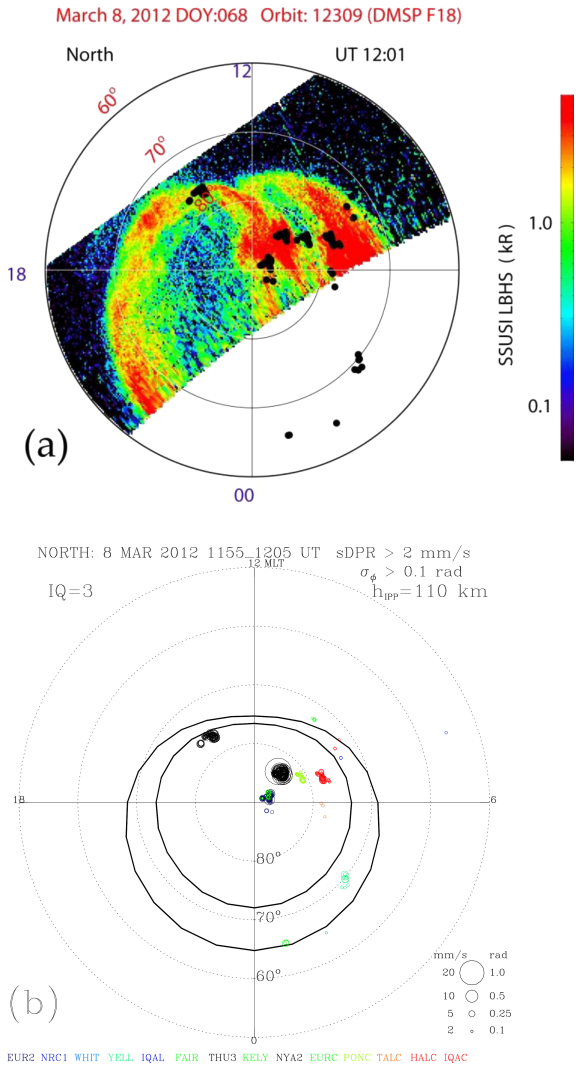 March 8, 2012 DOY:068 Orbit: 12309 (DMSP F18)
North
UT 12:01
12
60°
70°
80
18
1.0
SSUSI LBHS ( kR )
0.1
(a)
00
NORTH: 8 MAR 2012 1155_1205 UT sDPR > 2 mm/s
12 MLT
σϕ > 0.1 rad
IQ=3
hIPP=110 km
18
6
80°
70°
60°
mm/s rad
20 1.0
10 0.5
5 0.25
2 0.1
(b)
0
EUR2 NRC1 WHIT YELL IQAL FAIR THU3 KELY NYA2 EURC PONC TALC HALC IQAC